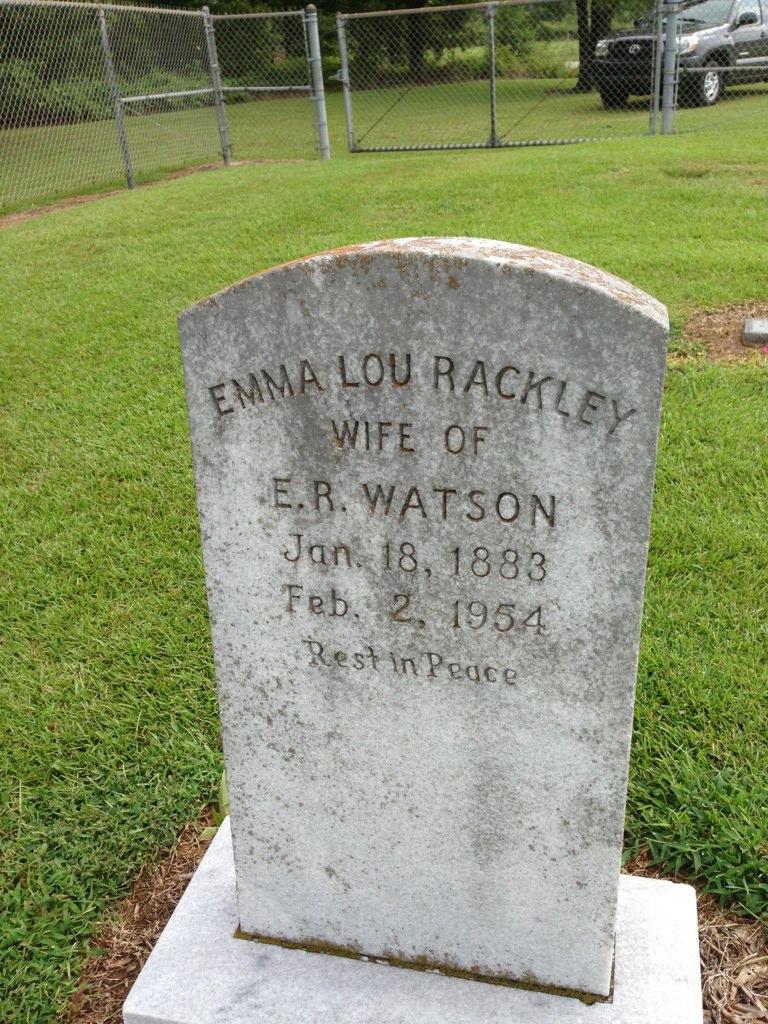 EMMA LOU RACKLEY
WIFE OF
E. R. WATSON
Jan. 18, 1883
Feb. 2, 1954
Rest in Peace